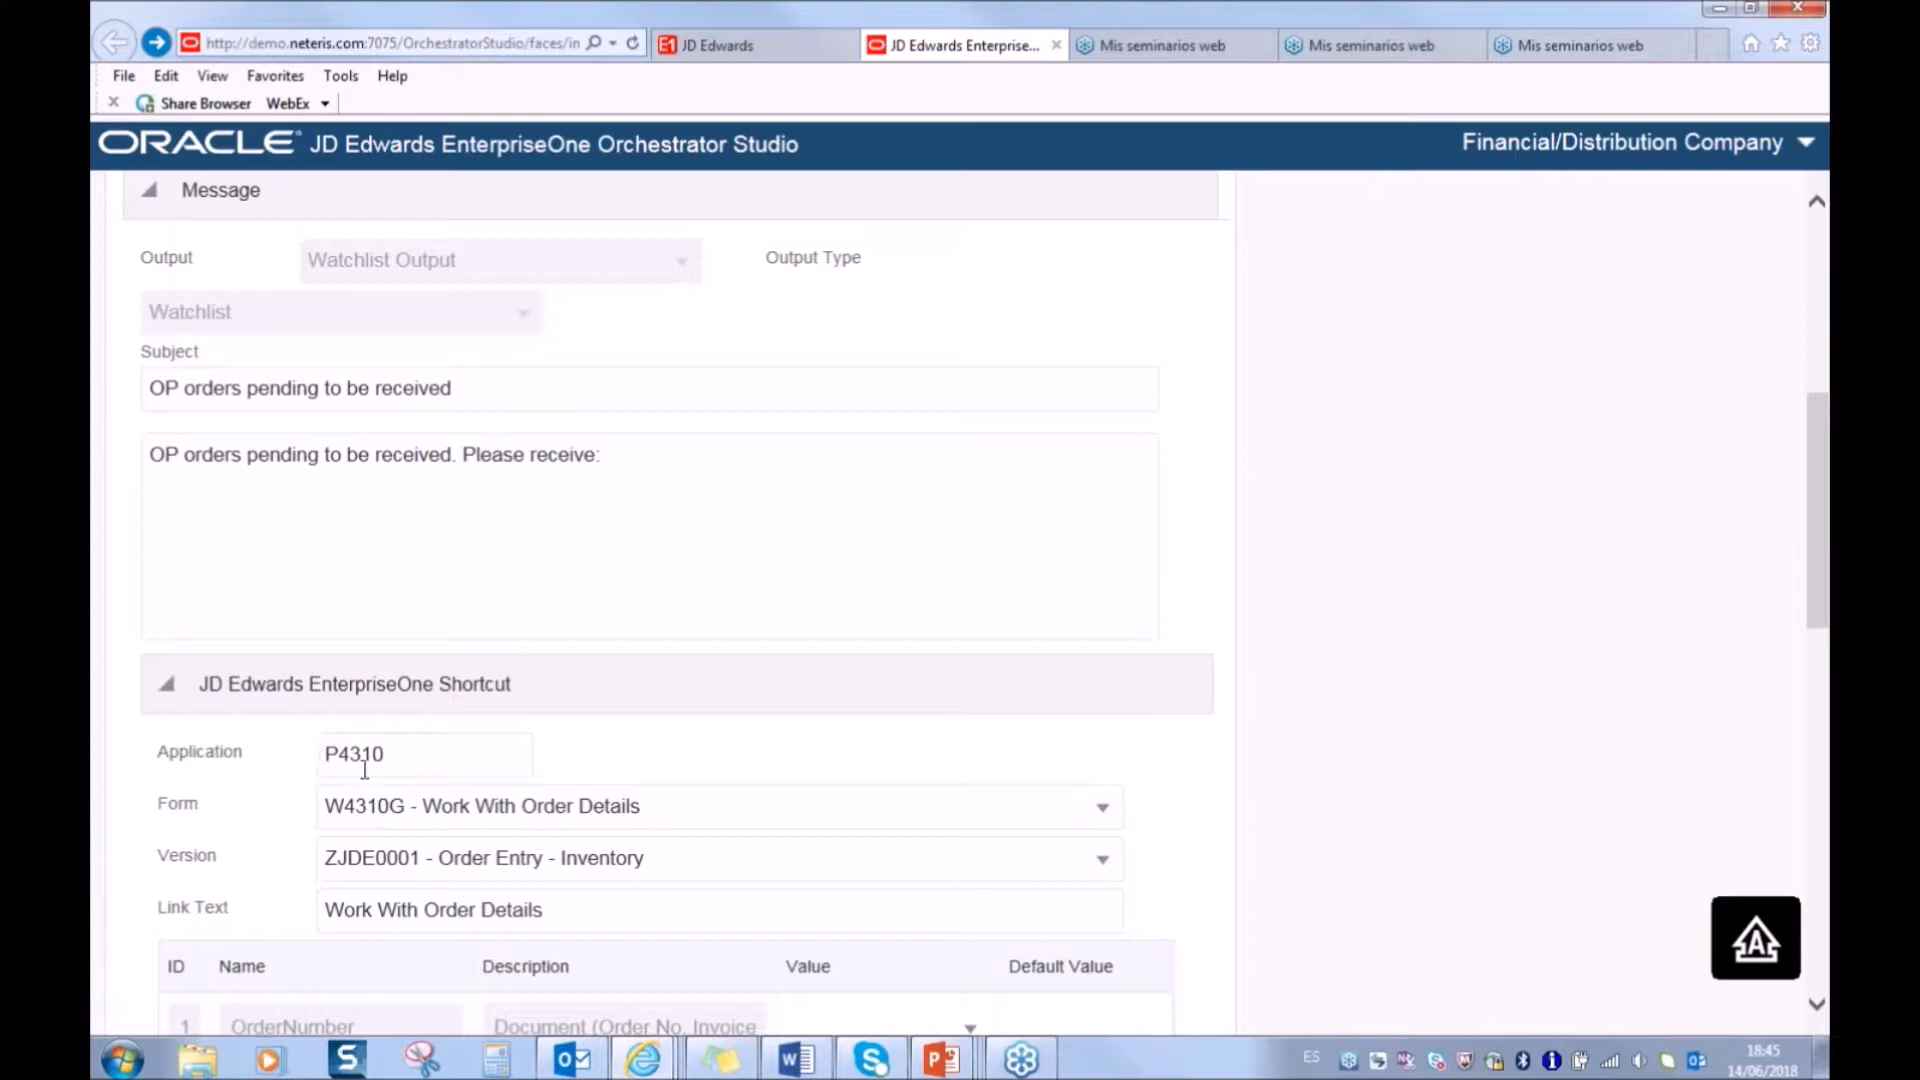 http://demo.neteris.com:7075/OrchestratorStudio/faces/in
JD Edwards
JD Edwards Enterprise...
Mis seminarios web
Mis seminarios web
Mis seminarios web
File Edit View Favorites Tools Help
x Share Browser WebEx
ORACLE JD Edwards EnterpriseOne Orchestrator Studio
Financial/Distribution Company
Message
Output
Watchlist Output
Output Type
Watchlist
Subject
OP orders pending to be received
OP orders pending to be received. Please receive:
JD Edwards EnterpriseOne Shortcut
Application
P4310
Form
W4310G - Work With Order Details
Version
ZJDE0001 - Order Entry - Inventory
Link Text
Work With Order Details
ID Name Description Value Default Value
1 OrderNumber Document (Order No, Invoice
ES
18:45
14/06/2018